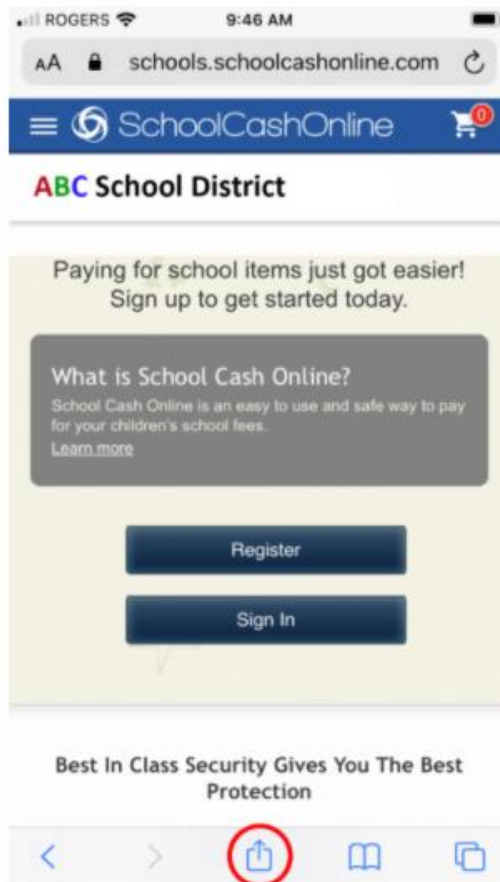 ROGERS 9:46 AM
AA schools.schoolcashonline.com
SchoolCashOnline 0
ABC School District
Paying for school items just got easier!
Sign up to get started today.
What is School Cash Online?
School Cash Online is an easy to use and safe way to pay
for your children's school fees.
Learn more
Register
Sign In
Best In Class Security Gives You The Best
Protection